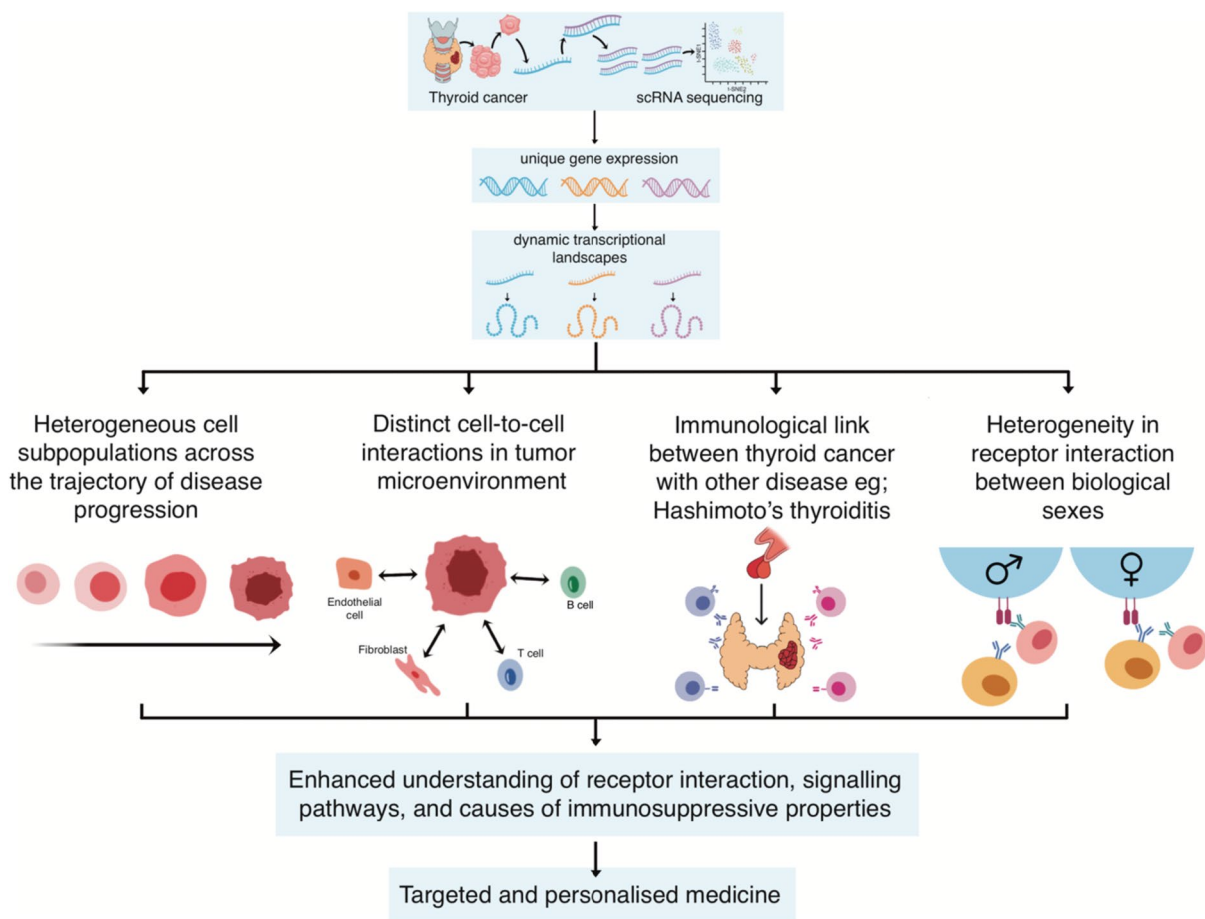 Thyroid cancer
scRNA sequencing
t-SNE1
t-SNE2
unique gene expression
dynamic transcriptional
landscapes
Heterogeneous cell
subpopulations across
the trajectory of disease
progression
Distinct cell-to-cell
interactions in tumor
microenvironment
Endothelial
cell
B cell
Fibroblast
T cell
Immunological link
between thyroid cancer
with other disease eg;
Hashimoto's thyroiditis
Heterogeneity in
receptor interaction
between biological
sexes
Enhanced understanding of receptor interaction, signalling
pathways, and causes of immunosuppressive properties
Targeted and personalised medicine